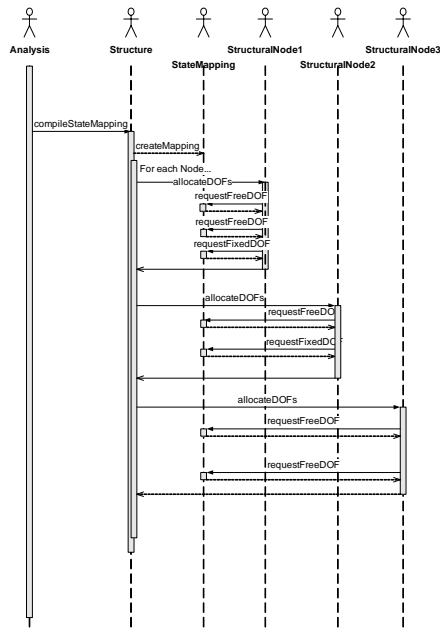 Analysis
Structure
StructuralNode1
StructuralNode3
StateMapping
StructuralNode2
compileStateMapping
createMapping
For each Node...
allocateDOFs
requestFreeDOF
requestFreeDOF
requestFixedDOF
allocateDOFs
requestFreeDOF
requestFixedDOF
allocateDOFs
requestFreeDOF
requestFreeDOF